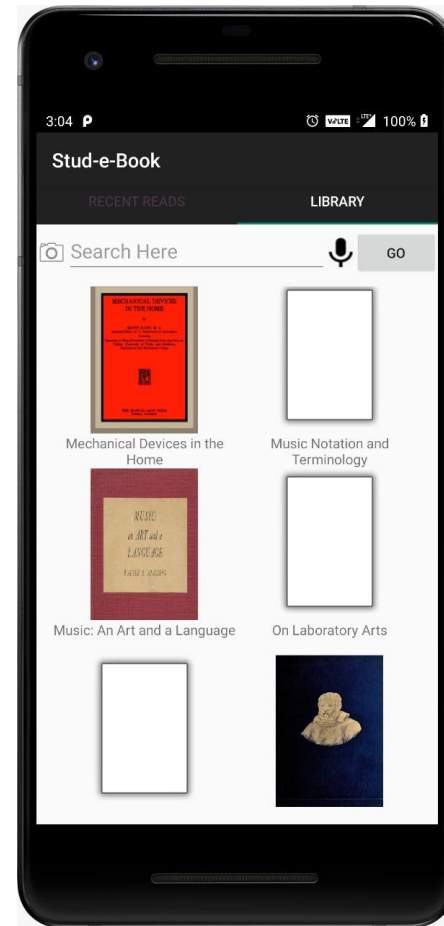 3:04 P VoLTE LTE 100%
Stud-e-Book
RECENT READS LIBRARY
Search Here GO
MECHANICAL DEVICES
IN THE HOME
Mechanical Devices in the
Home
Music Notation and
Terminology
MUSIC
an ART and a
LANGUAGE
Music: An Art and a Language
On Laboratory Arts